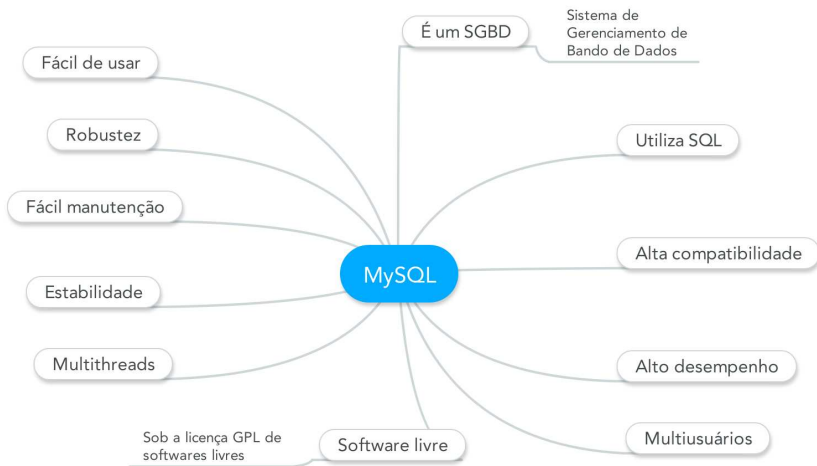 É um SGBD
Sistema de
Gerenciamento de
Bando de Dados
Fácil de usar
Robustez
Utiliza SQL
Fácil manutenção
Alta compatibilidade
MySQL
Estabilidade
Multithreads
Alto desempenho
Sob a licença GPL de
softwares livres
Software livre
Multiusuários